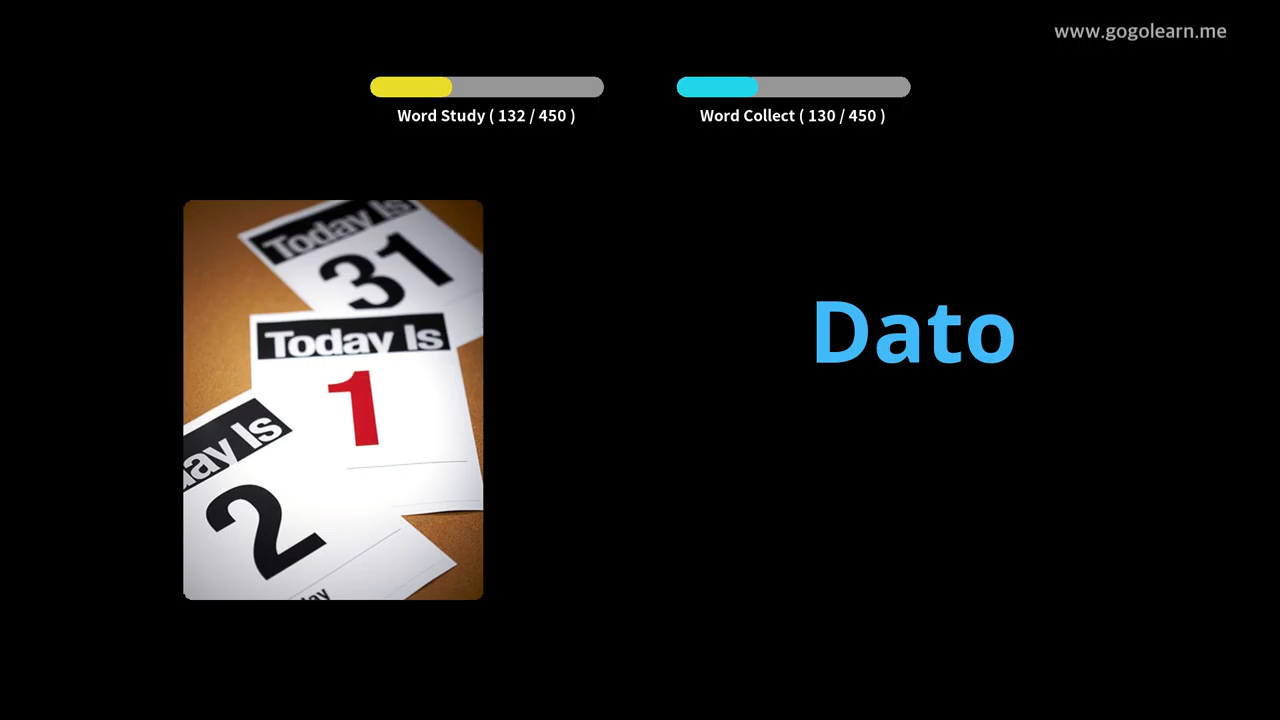 www.gogolearn.me
Word Study ( 132 / 450 )
Word Collect ( 130 / 450 )
Today Is
31
Today Is
1
ay Is
2
Dato